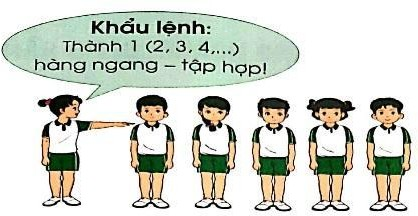 Khẩu lệnh:
Thành 1 (2, 3, 4,...)
hàng ngang – tập hợp!